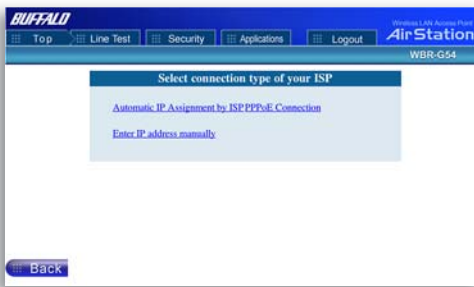 BUFFALO
Wireless LAN Access Point
AirStation
Top Line Test Security Applications Logout
WBR-G54
Select connection type of your ISP
Automatic IP Assignment by ISP PPPoE Connection
Enter IP address manually
Back